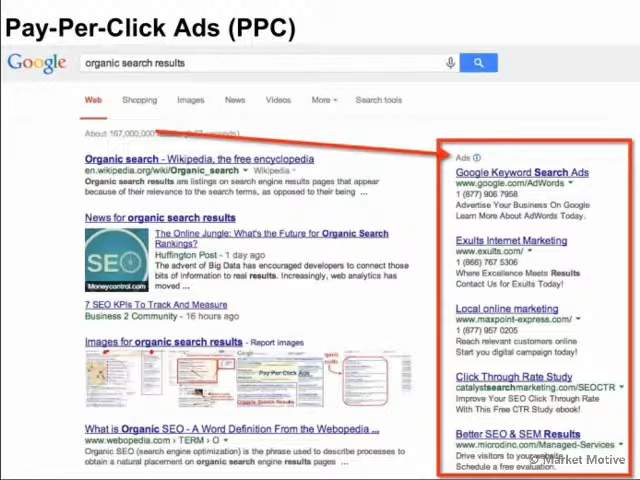 Pay-Per-Click Ads (PPC)
Google
organic search results
Web Shopping Images News Videos More Search tools
About 167,000,000 seconds)
Organic search - Wikipedia, the free encyclopedia
en.wikipedia.org/wiki/Organic_search Wikipedia
Organic search results are listings on search engine results pages that appear
because of their relevance to the search terms, as opposed to their being ...
News for organic search results
SEO
Moneycontrol.com
The Online Jungle: What's the Future for Organic Search
Rankings?
Huffington Post - 1 day ago
The advent of Big Data has encouraged developers to connect those
bits of information to real results. Increasingly, web analytics has
moved ...
7 SEO KPIs To Track And Measure
Business 2 Community - 16 hours ago
Images for organic search results - Report images
Pay Per Click Ads
What is Organic SEO - A Word Definition From the Webopedia ...
www.webopedia.com › TERM › O
Organic SEO (search engine optimization) is the phrase used to describe processes to
obtain a natural placement on organic search engine results pages ...
Ads
Google Keyword Search Ads
www.google.com/AdWords
1 (877) 906 7958
Advertise Your Business On Google
Learn More About AdWords Today.
Exults Internet Marketing
www.exults.com/
1 (866) 767 5306
Where Excellence Meets Results
Contact Us for Exults Today!
Local online marketing
www.maxpoint-express.com/
1 (877) 957 0205
Reach relevant customers online
Start you digital campaign today!
Click Through Rate Study
catalystsearchmarketing.com/SEOCTR
Improve Your SEO Click Through Rate
With This Free CTR Study ebook!
Better SEO & SEM Results
www.microdinc.com/Managed-Services
Drive visitors to your website.
Schedule a free evaluation.
© Market Motive